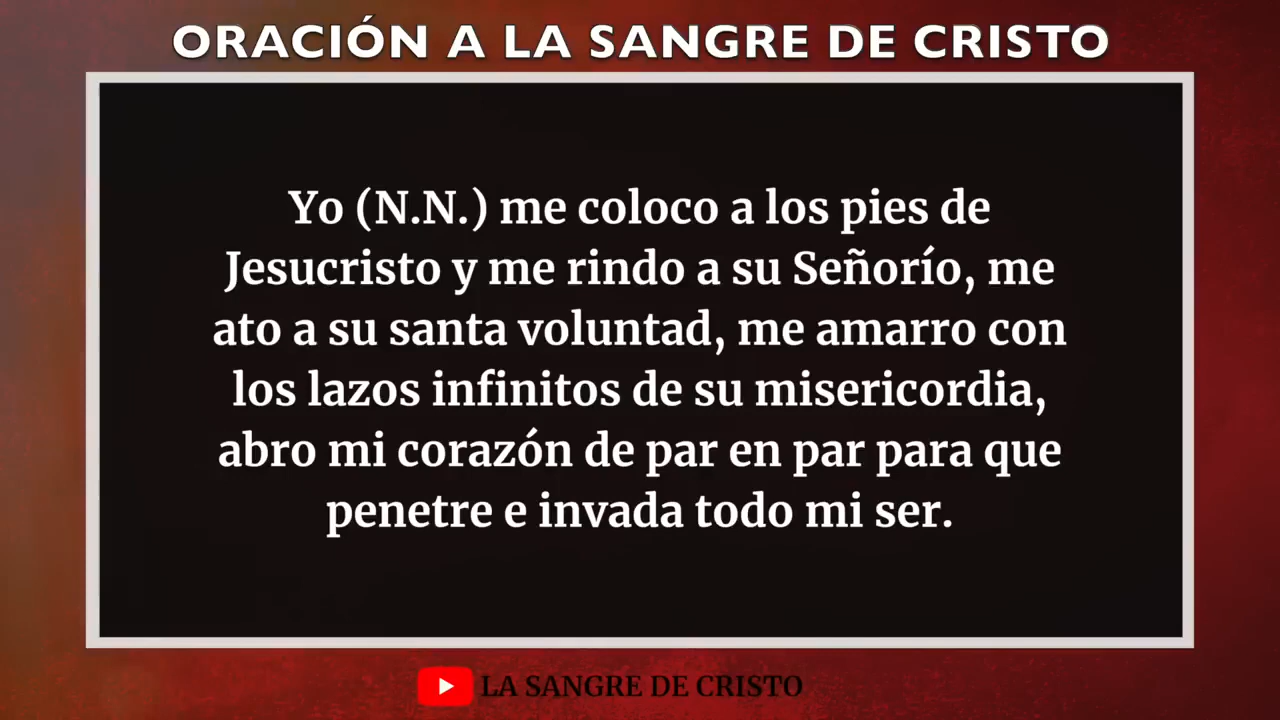 ORACIÓN A LA SANGRE DE CRISTO
Yo (N.N.) me coloco a los pies de
Jesucristo y me rindo a su Señorío, me
ato a su santa voluntad, me amarro con
los lazos infinitos de su misericordia,
abro mi corazón de par en par para que
penetre e invada todo mi ser.
LA SANGRE DE CRISTO